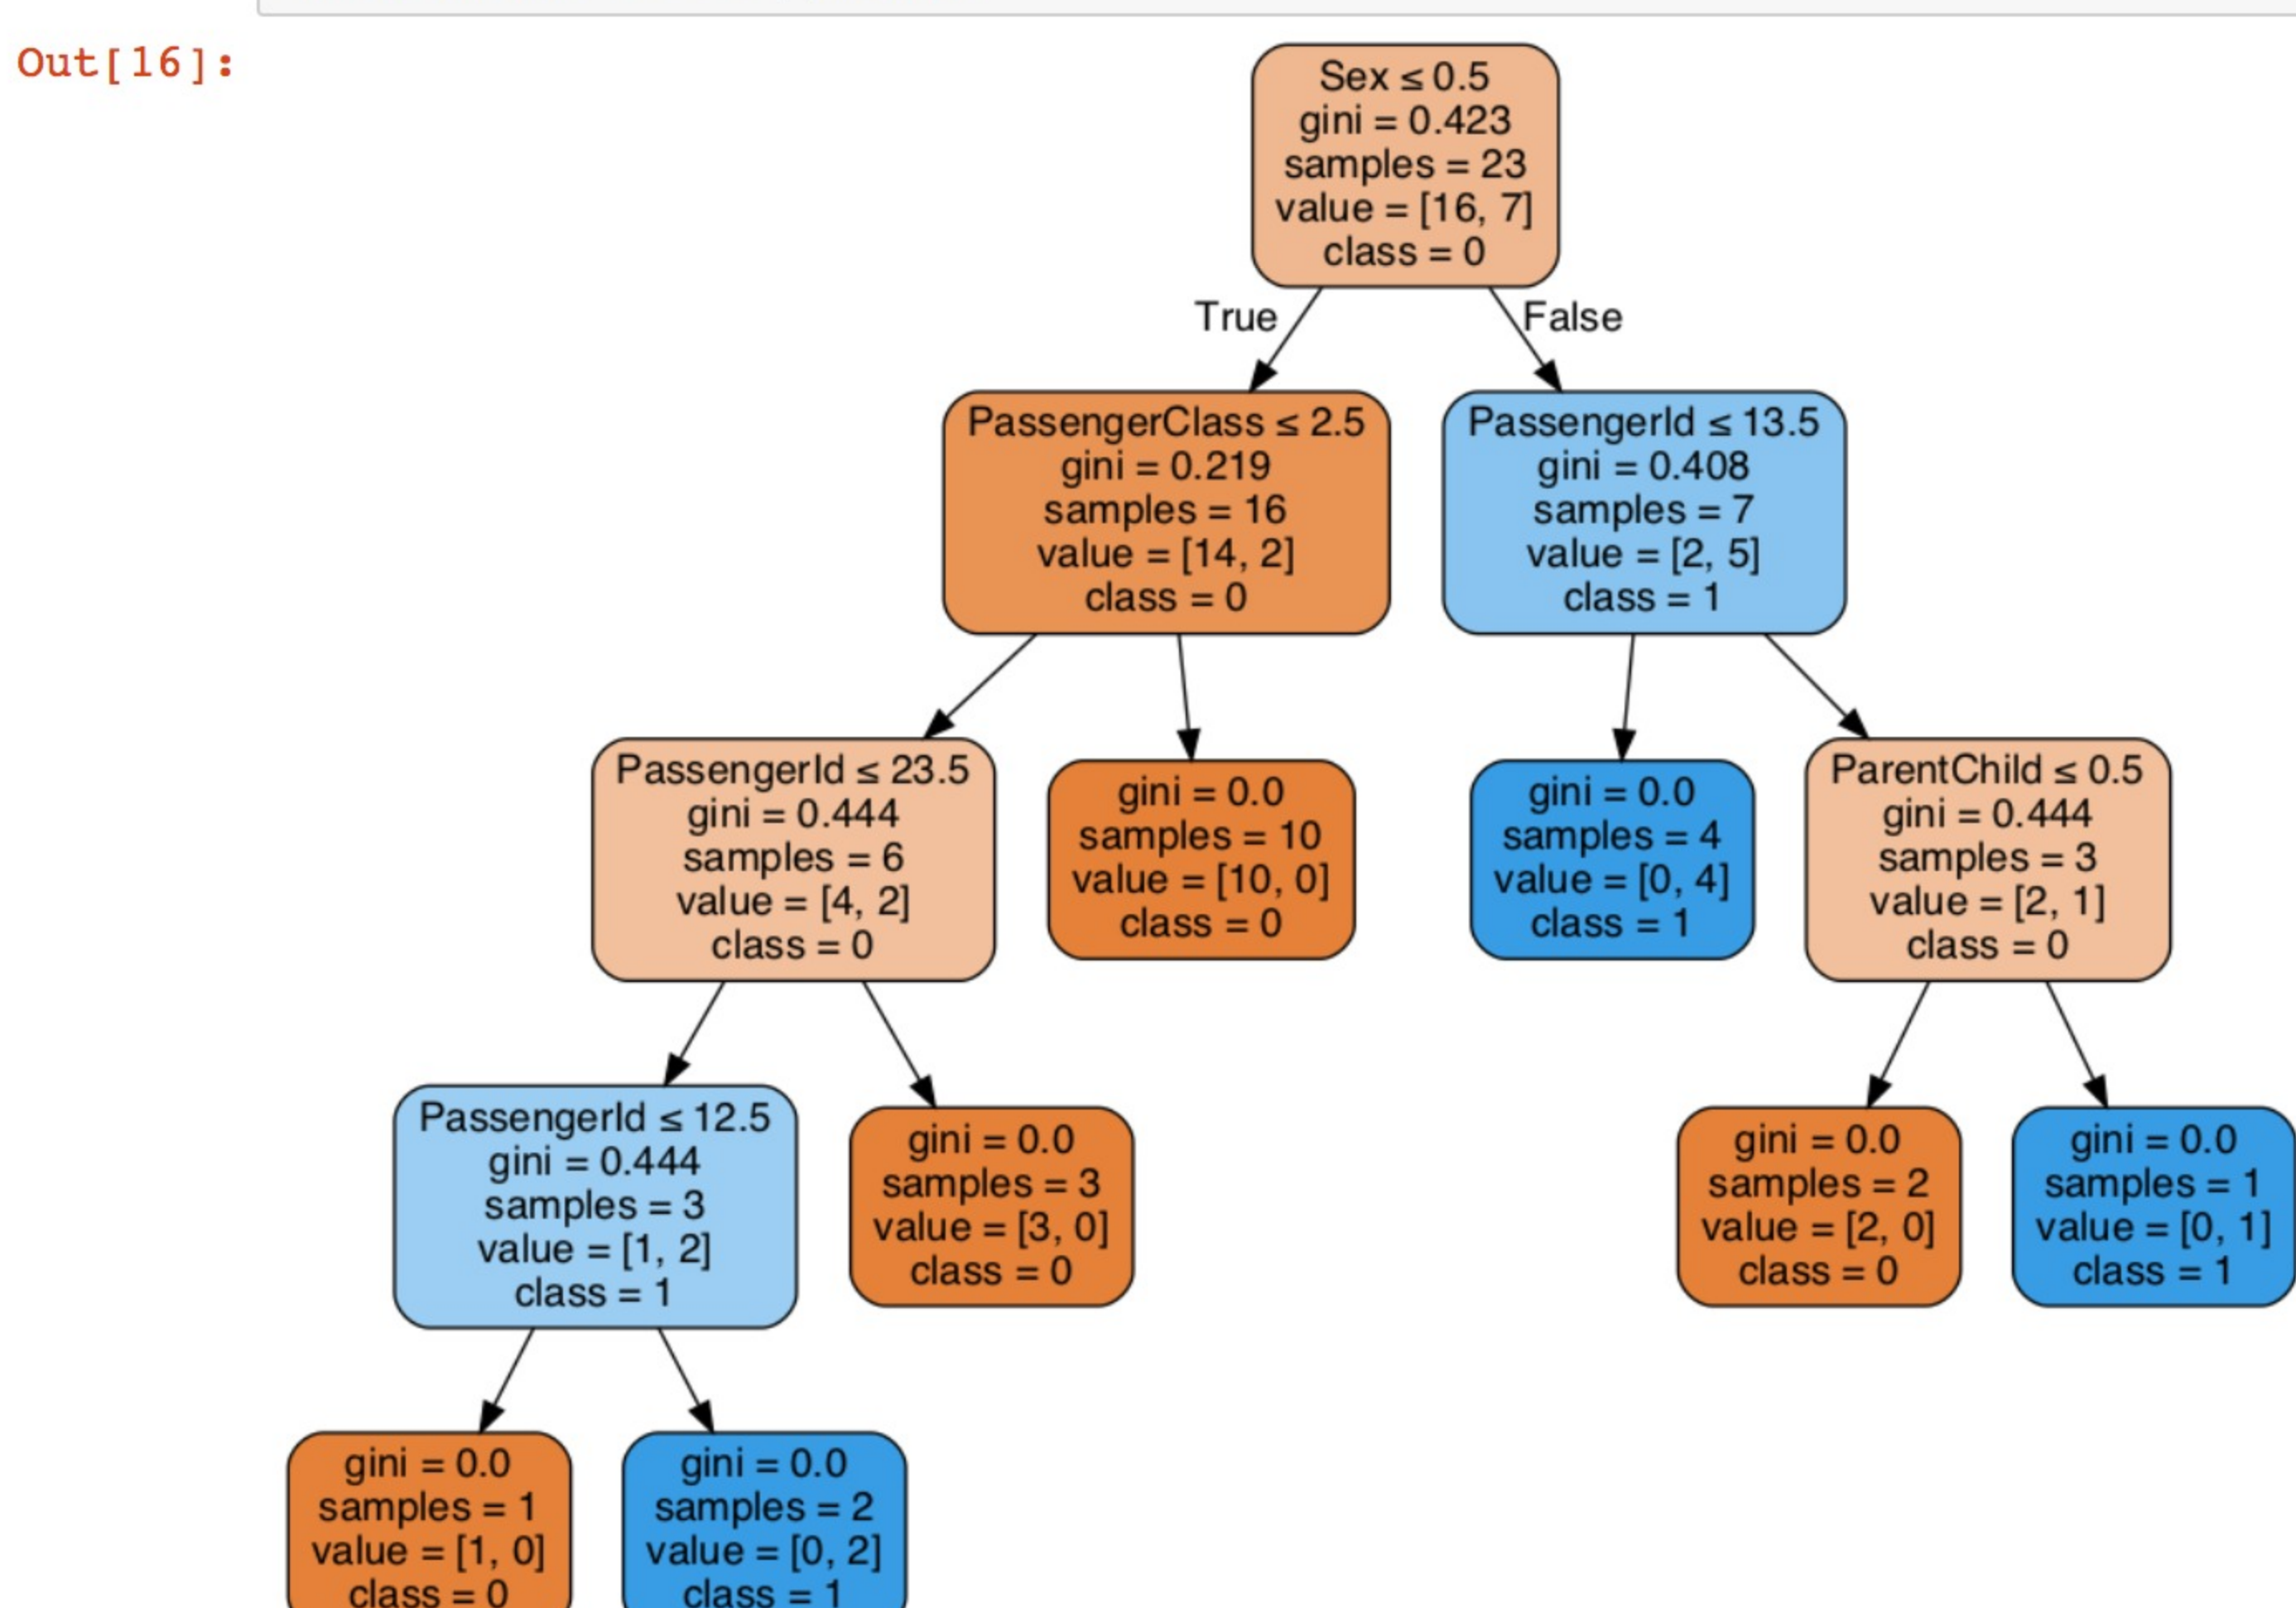 Out[16]:
Sex ≤ 0.5
gini = 0.423
samples = 23
value = [16, 7]
class = 0
True
False
PassengerClass ≤ 2.5
gini = 0.219
samples = 16
value = [14, 2]
class = 0
PassengerId ≤ 13.5
gini = 0.408
samples = 7
value = [2, 5]
class = 1
PassengerId ≤ 23.5
gini = 0.444
samples = 6
value = [4, 2]
class = 0
gini = 0.0
samples = 10
value = [10, 0]
class = 0
gini = 0.0
samples = 4
value = [0, 4]
class = 1
ParentChild ≤ 0.5
gini = 0.444
samples = 3
value = [2, 1]
class = 0
PassengerId ≤ 12.5
gini = 0.444
samples = 3
value = [1, 2]
class = 1
gini = 0.0
samples = 3
value = [3, 0]
class = 0
gini = 0.0
samples = 2
value = [2, 0]
class = 0
gini = 0.0
samples = 1
value = [0, 1]
class = 1
gini = 0.0
samples = 1
value = [1, 0]
class = 0
gini = 0.0
samples = 2
value = [0, 2]
class = 1